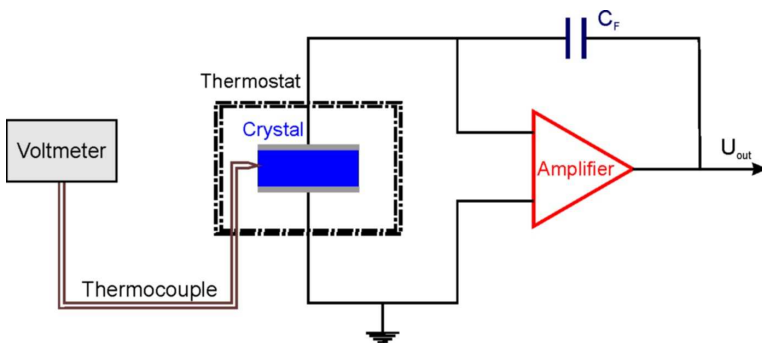 C_F
Thermostat
Crystal
Voltmeter
Amplifier
U_out
Thermocouple